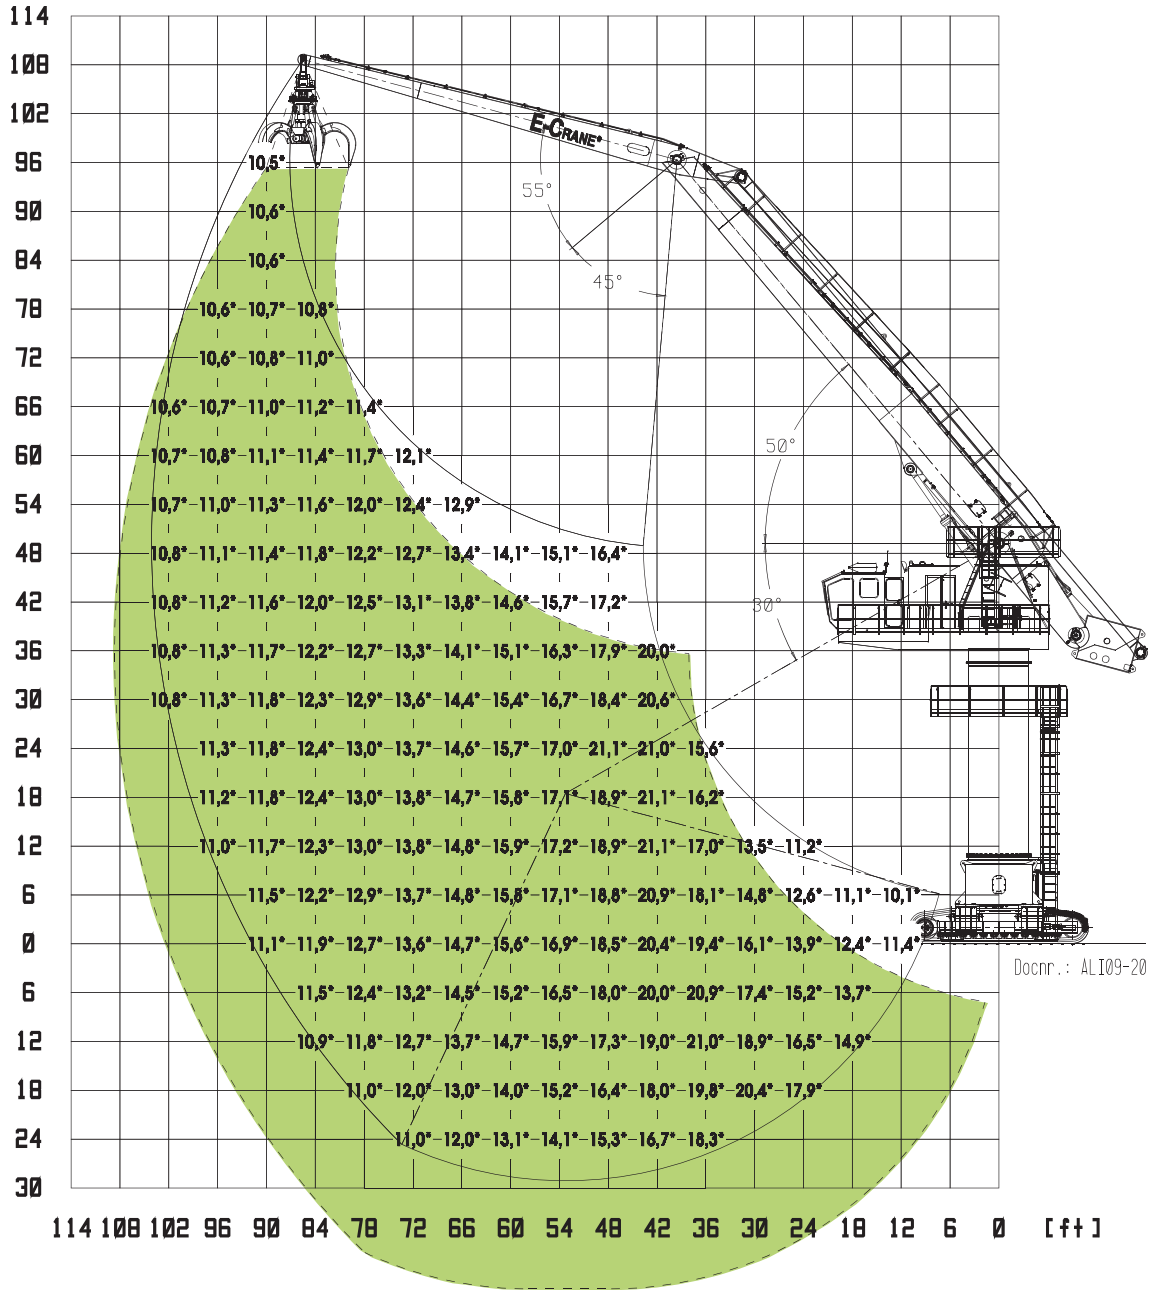 114
108
102
E-CRANE®
96 10,5*
55°
90 10,6*
84 10,6*
45°
78 10,6* 10,7* 10,8*
72 10,6* 10,8* 11,0*
66 10,6* 10,7* 11,0* 11,2* 11,4*
50°
60 10,7* 10,8* 11,1* 11,4* 11,7* 12,1*
54 10,7* 11,0* 11,3* 11,6* 12,0* 12,4* 12,9*
48 10,8* 11,1* 11,4* 11,8* 12,2* 12,7* 13,4* 14,1* 15,1* 16,4*
42 10,8* 11,2* 11,6* 12,0* 12,5* 13,1* 13,8* 14,6* 15,7* 17,2*
30°
36 10,8* 11,3* 11,7* 12,2* 12,7* 13,3* 14,1* 15,1* 16,3* 17,9* 20,0*
30 10,8* 11,3* 11,8* 12,3* 12,9* 13,6* 14,4* 15,4* 16,7* 18,4* 20,6*
24 11,3* 11,8* 12,4* 13,0* 13,7* 14,6* 15,7* 17,0* 21,1* 21,0* 15,6*
18 11,2* 11,8* 12,4* 13,0* 13,8* 14,7* 15,8* 17,1* 18,9* 21,1* 16,2*
12 11,0* 11,7* 12,3* 13,0* 13,8* 14,8* 15,9* 17,2* 18,9* 21,1* 17,0* 13,5* 11,2*
6 11,5* 12,2* 12,9* 13,7* 14,8* 15,8* 17,1* 18,8* 20,9* 18,1* 14,8* 12,6* 11,1* 10,1*
0 11,1* 11,9* 12,7* 13,6* 14,7* 15,6* 16,9* 18,5* 20,4* 19,4* 16,1* 13,9* 12,4* 11,4*
Docnr.: ALI09-20
6 11,5* 12,4* 13,2* 14,5* 15,2* 16,5* 18,0* 20,0* 20,9* 17,4* 15,2* 13,7*
12 10,9* 11,8* 12,7* 13,7* 14,7* 15,9* 17,3* 19,0* 21,0* 18,9* 16,5* 14,9*
18 11,0* 12,0* 13,0* 14,0* 15,2* 16,4* 18,0* 19,8* 20,4* 17,9*
24 11,0* 12,0* 13,1* 14,1* 15,3* 16,7* 18,3*
30
114 108 102 96 90 84 78 72 66 60 54 48 42 36 30 24 18 12 6 0 [ft]